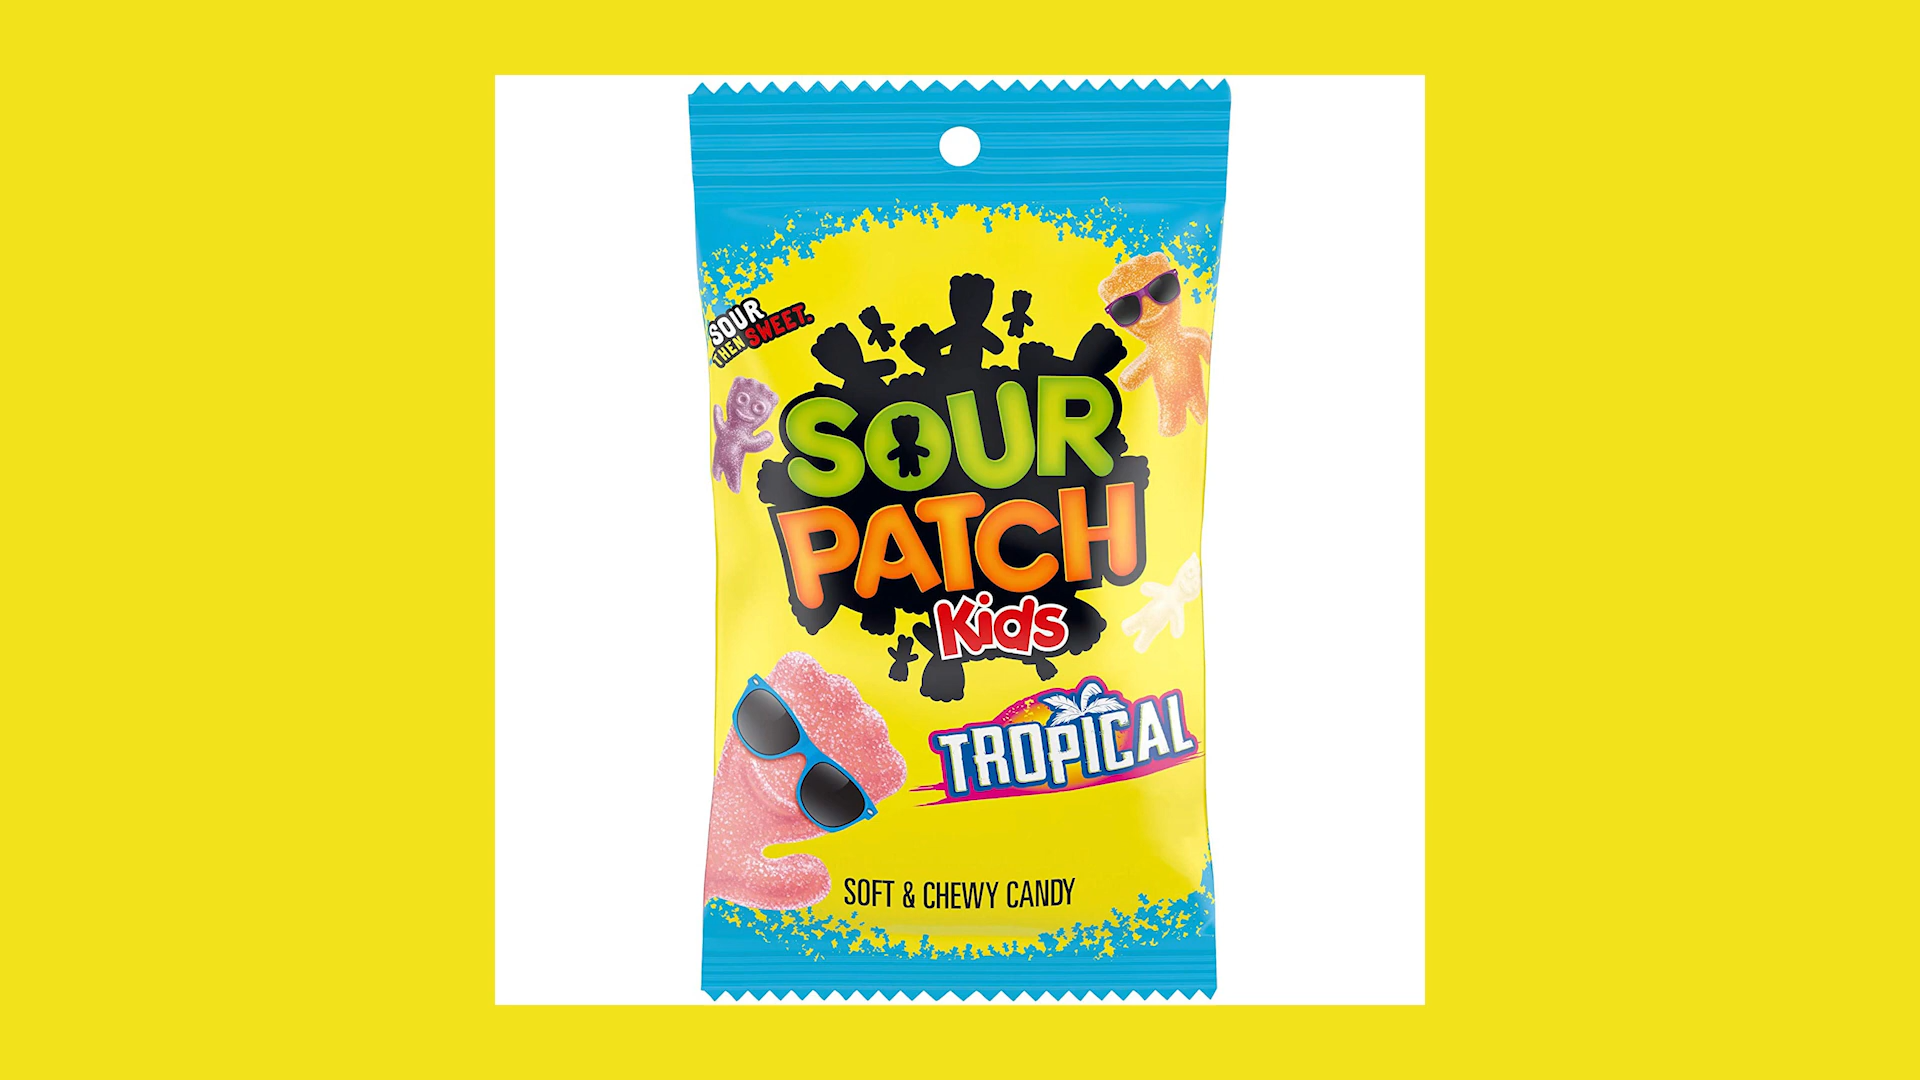 SOUR
THEN SWEET.
SOUR
PATCH
Kids
TROPICAL
SOFT & CHEWY CANDY